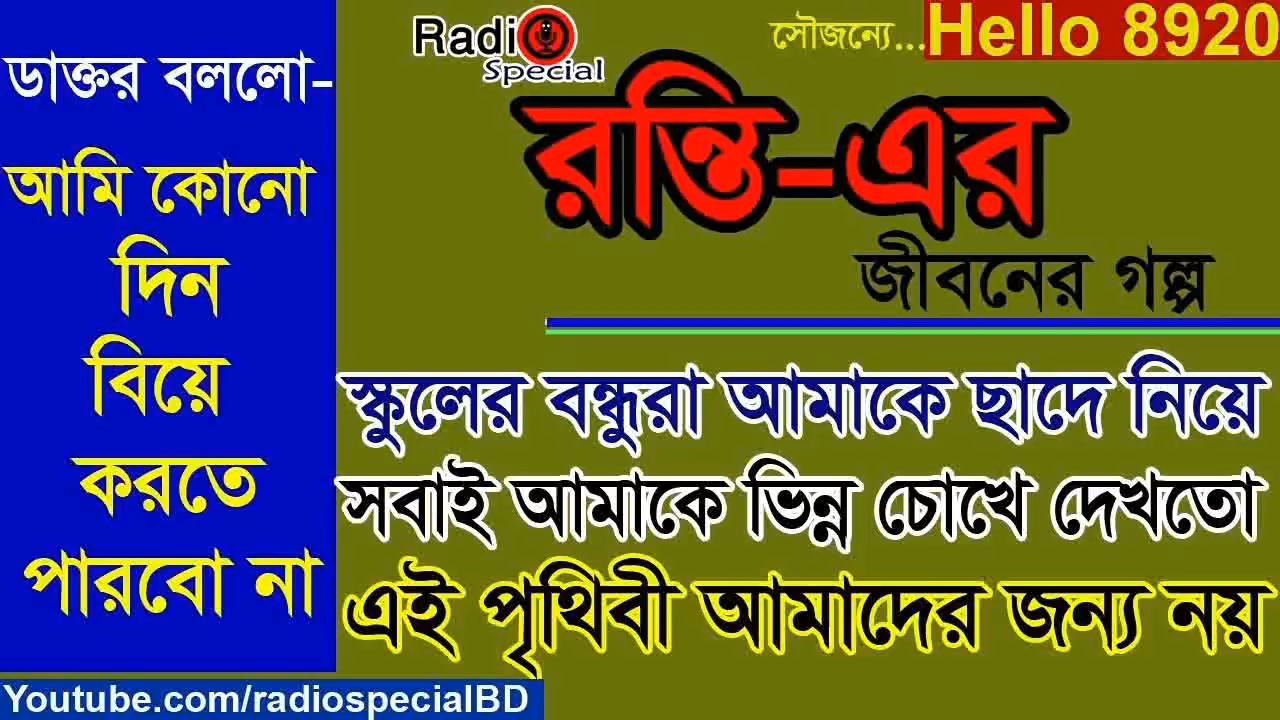 ডাক্তর বললো-
আমি কোনো
দিন
বিয়ে
করতে
পারবো না
Radio
Special
সৌজন্যে...Hello 8920
রন্তি-এর
জীবনের গল্প
স্কুলের বন্ধুরা আমাকে ছাদে নিয়ে
সবাই আমাকে ভিন্ন চোখে দেখতো
এই পৃথিবী আমাদের জন্য নয়
Youtube.com/radiospecialBD